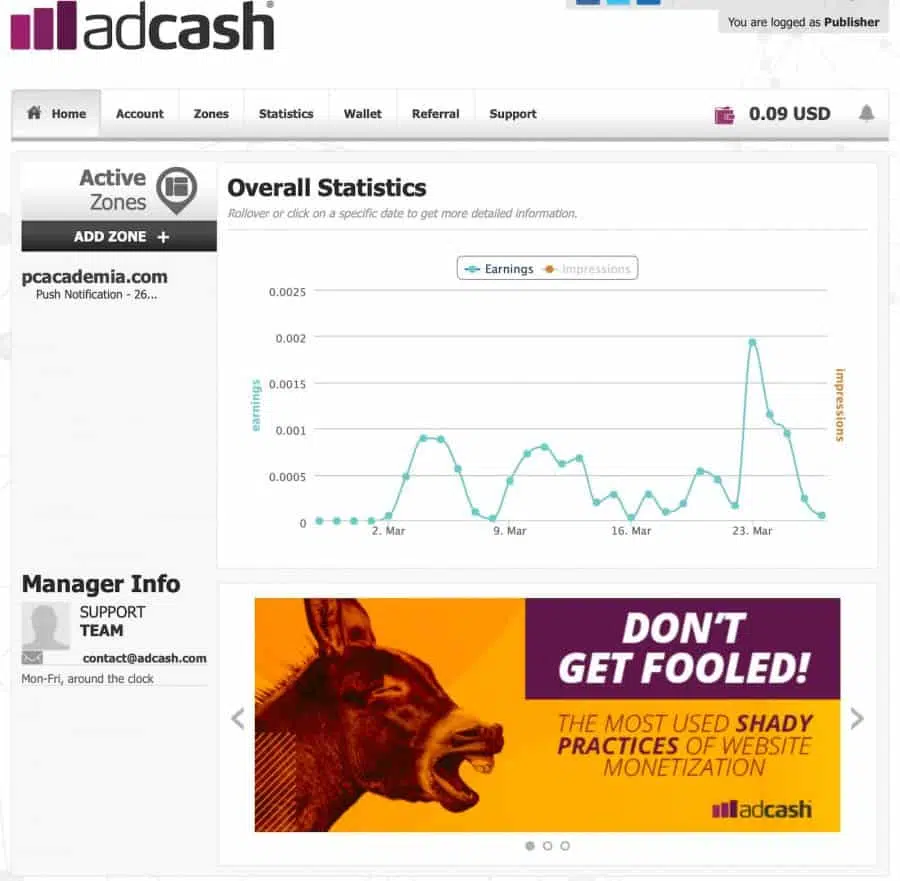 adcash®
You are logged as Publisher
Home Account Zones Statistics Wallet Referral Support 0.09 USD
Active
Zones
ADD ZONE +
pcacademia.com
Push Notification - 26...
Overall Statistics
Rollover or click on a specific date to get more detailed information.
Earnings Impressions
0.0025
0.002
0.0015
0.001
0.0005
0
earnings
impressions
2. Mar 9. Mar 16. Mar 23. Mar
Manager Info
SUPPORT
TEAM
contact@adcash.com
Mon-Fri, around the clock
DON'T
GET FOOLED!
THE MOST USED SHADY
PRACTICES OF WEBSITE
MONETIZATION
adcash